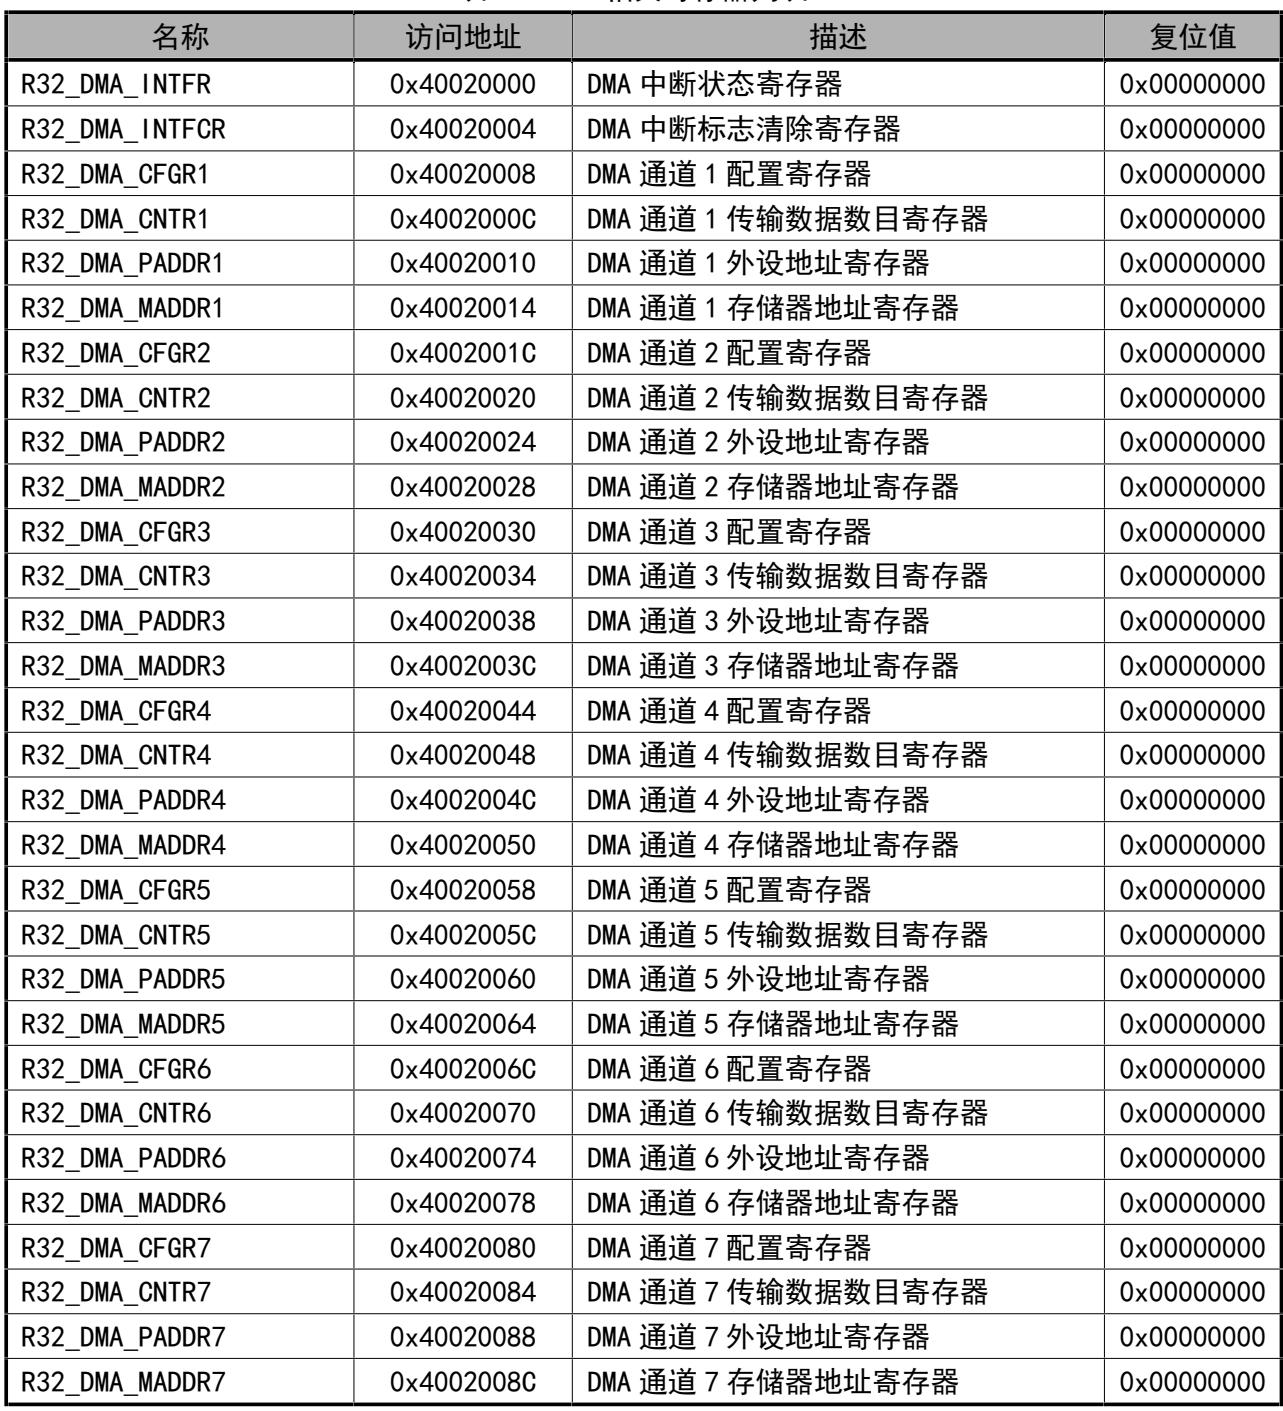 名称 访问地址 描述 复位值
R32_DMA_INTFR 0x40020000 DMA 中断状态寄存器 0x00000000
R32_DMA_INTFCR 0x40020004 DMA 中断标志清除寄存器 0x00000000
R32_DMA_CFGR1 0x40020008 DMA 通道 1 配置寄存器 0x00000000
R32_DMA_CNTR1 0x4002000C DMA 通道 1 传输数据数目寄存器 0x00000000
R32_DMA_PADDR1 0x40020010 DMA 通道 1 外设地址寄存器 0x00000000
R32_DMA_MADDR1 0x40020014 DMA 通道 1 存储器地址寄存器 0x00000000
R32_DMA_CFGR2 0x4002001C DMA 通道 2 配置寄存器 0x00000000
R32_DMA_CNTR2 0x40020020 DMA 通道 2 传输数据数目寄存器 0x00000000
R32_DMA_PADDR2 0x40020024 DMA 通道 2 外设地址寄存器 0x00000000
R32_DMA_MADDR2 0x40020028 DMA 通道 2 存储器地址寄存器 0x00000000
R32_DMA_CFGR3 0x40020030 DMA 通道 3 配置寄存器 0x00000000
R32_DMA_CNTR3 0x40020034 DMA 通道 3 传输数据数目寄存器 0x00000000
R32_DMA_PADDR3 0x40020038 DMA 通道 3 外设地址寄存器 0x00000000
R32_DMA_MADDR3 0x4002003C DMA 通道 3 存储器地址寄存器 0x00000000
R32_DMA_CFGR4 0x40020044 DMA 通道 4 配置寄存器 0x00000000
R32_DMA_CNTR4 0x40020048 DMA 通道 4 传输数据数目寄存器 0x00000000
R32_DMA_PADDR4 0x4002004C DMA 通道 4 外设地址寄存器 0x00000000
R32_DMA_MADDR4 0x40020050 DMA 通道 4 存储器地址寄存器 0x00000000
R32_DMA_CFGR5 0x40020058 DMA 通道 5 配置寄存器 0x00000000
R32_DMA_CNTR5 0x4002005C DMA 通道 5 传输数据数目寄存器 0x00000000
R32_DMA_PADDR5 0x40020060 DMA 通道 5 外设地址寄存器 0x00000000
R32_DMA_MADDR5 0x40020064 DMA 通道 5 存储器地址寄存器 0x00000000
R32_DMA_CFGR6 0x4002006C DMA 通道 6 配置寄存器 0x00000000
R32_DMA_CNTR6 0x40020070 DMA 通道 6 传输数据数目寄存器 0x00000000
R32_DMA_PADDR6 0x40020074 DMA 通道 6 外设地址寄存器 0x00000000
R32_DMA_MADDR6 0x40020078 DMA 通道 6 存储器地址寄存器 0x00000000
R32_DMA_CFGR7 0x40020080 DMA 通道 7 配置寄存器 0x00000000
R32_DMA_CNTR7 0x40020084 DMA 通道 7 传输数据数目寄存器 0x00000000
R32_DMA_PADDR7 0x40020088 DMA 通道 7 外设地址寄存器 0x00000000
R32_DMA_MADDR7 0x4002008C DMA 通道 7 存储器地址寄存器 0x00000000